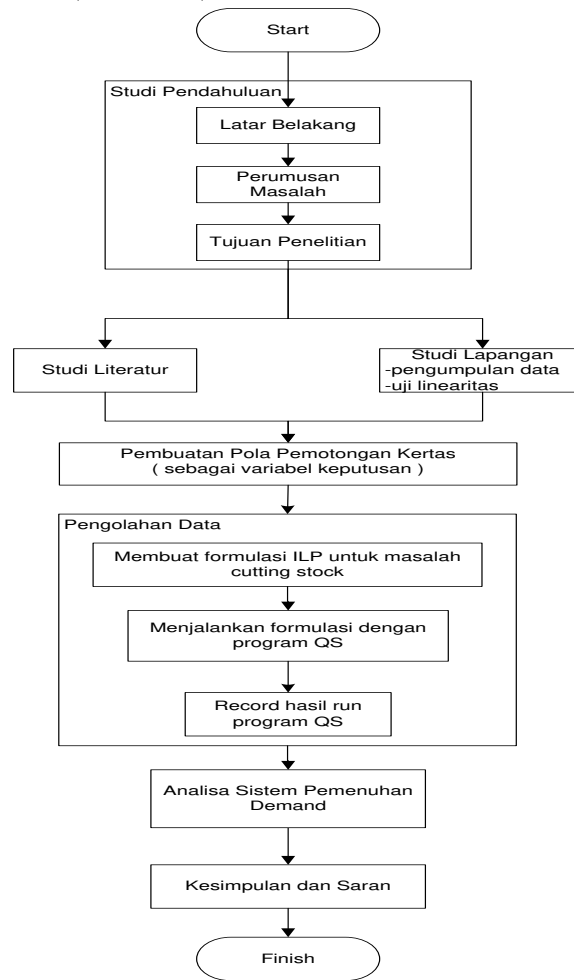 Start
Studi Pendahuluan
Latar Belakang
Perumusan
Masalah
Tujuan Penelitian
Studi Literatur
Studi Lapangan
-pengumpulan data
-uji linearitas
Pembuatan Pola Pemotongan Kertas
( sebagai variabel keputusan )
Pengolahan Data
Membuat formulasi ILP untuk masalah
cutting stock
Menjalankan formulasi dengan
program QS
Record hasil run
program QS
Analisa Sistem Pemenuhan
Demand
Kesimpulan dan Saran
Finish